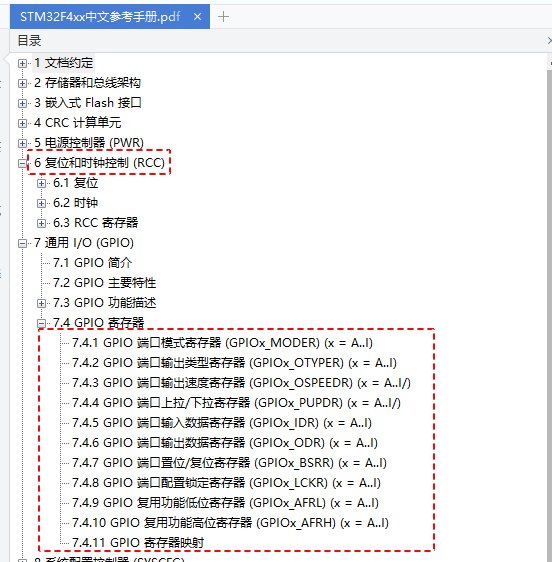 STM32F4xx中文参考手册.pdf
目录
1 文档约定
2 存储器和总线架构
3 嵌入式 Flash 接口
4 CRC 计算单元
5 电源控制器 (PWR)
6 复位和时钟控制 (RCC)
6.1 复位
6.2 时钟
6.3 RCC 寄存器
7 通用 I/O (GPIO)
7.1 GPIO 简介
7.2 GPIO 主要特性
7.3 GPIO 功能描述
7.4 GPIO 寄存器
7.4.1 GPIO 端口模式寄存器 (GPIOx_MODER) (x = A..I)
7.4.2 GPIO 端口输出类型寄存器 (GPIOx_OTYPER) (x = A..I)
7.4.3 GPIO 端口输出速度寄存器 (GPIOx_OSPEEDR) (x = A..I/)
7.4.4 GPIO 端口上拉/下拉寄存器 (GPIOx_PUPDR) (x = A..I/)
7.4.5 GPIO 端口输入数据寄存器 (GPIOx_IDR) (x = A..I)
7.4.6 GPIO 端口输出数据寄存器 (GPIOx_ODR) (x = A..I)
7.4.7 GPIO 端口置位/复位寄存器 (GPIOx_BSRR) (x = A..I)
7.4.8 GPIO 端口配置锁定寄存器 (GPIOx_LCKR) (x = A..I)
7.4.9 GPIO 复用功能低位寄存器 (GPIOx_AFRL) (x = A..I)
7.4.10 GPIO 复用功能高位寄存器 (GPIOx_AFRH) (x = A..I)
7.4.11 GPIO 寄存器映射
8 系统配置控制器 (SYSCFG)